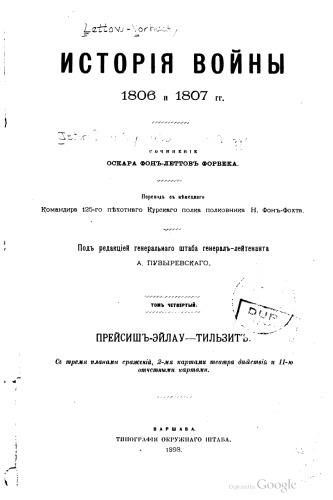 Lettow-Vorbeck,
ИСТОРІЯ ВОЙНЫ
1806 и 1807 гг.
СОЧИНЕНІЕ
ОСКАРА ФОНЪ-ЛЕТТОВЪ ФОРБЕКА.
Переводъ съ нѣмецкаго
Командира 125-го пѣхотнаго Курскаго полка полковника Н. Фонъ-Фохта.
Подъ редакціей генеральнаго штаба генералъ-лейтенанта
А. ПУЗЫРЕВСКАГО.
ТОМЪ ЧЕТВЕРТЫЙ.
ПРЕЙСИШЪ-ЭЙЛАУ—ТИЛЬЗИТЪ.
Съ тремя планами сраженій, 2-мя картами театра дѣйствій и 11-ю
отчетными картами.
DUP
ВАРШАВА.
ТИПОГРАФІЯ ОКРУЖНАГО ШТАБА.
1898.
Digitized by Google